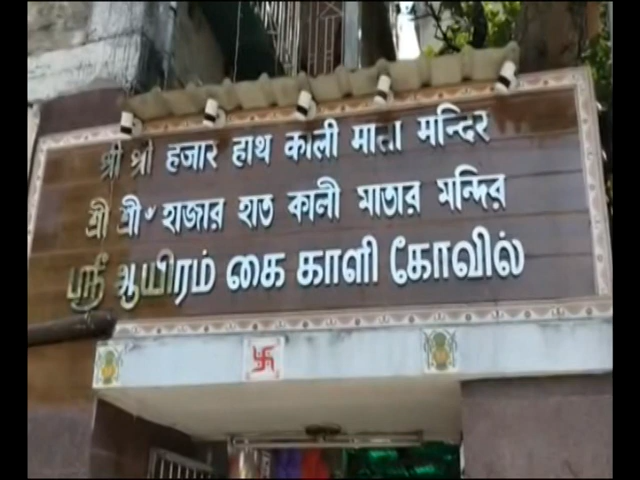 श्री श्री हजार हाथ काली माता मन्दिर
শ্রী শ্রী হাজার হাত কালী মাতার মন্দির
ஸ்ரீ ஆயிரம் கை காளி கோவில்